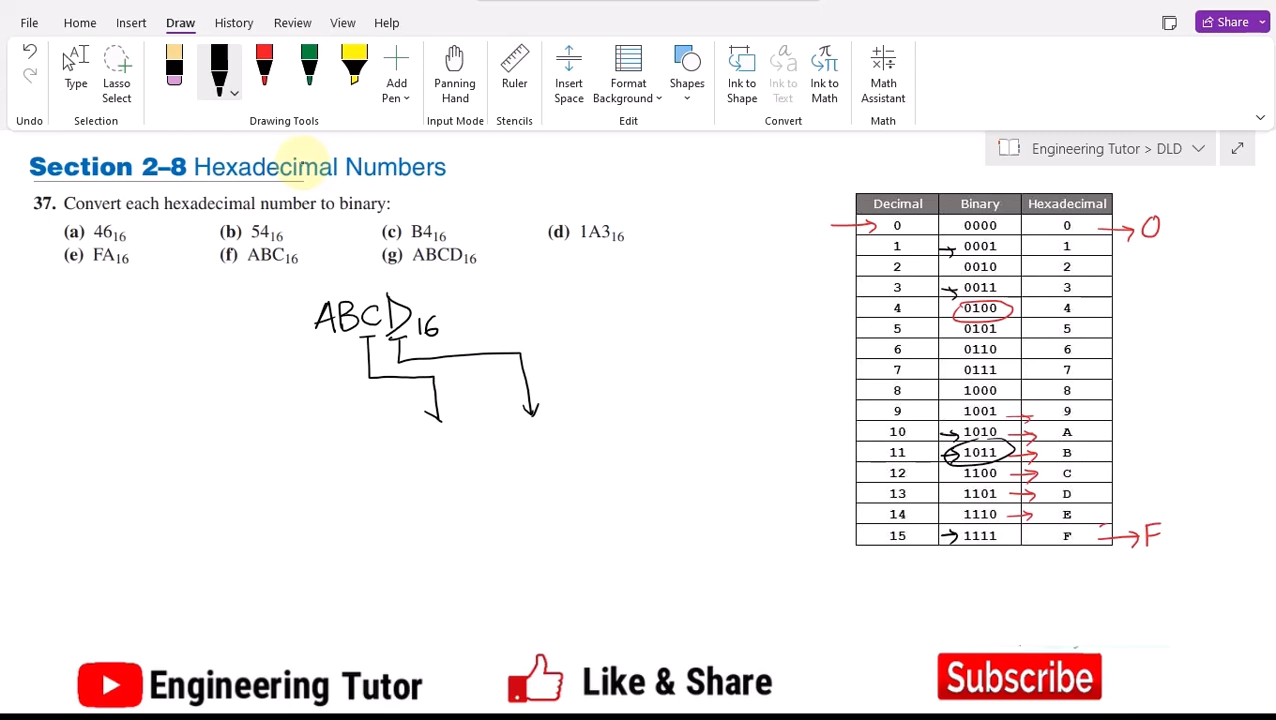 File Home Insert Draw History Review View Help Share
Type Lasso Select Add Pen Panning Hand Ruler Insert Space Format Background Shapes Ink to Shape Ink to Text Ink to Math Math Assistant
Undo Selection Drawing Tools Input Mode Stencils Edit Convert Math
Engineering Tutor > DLD
Section 2–8 Hexadecimal Numbers
37. Convert each hexadecimal number to binary:
(a) 46₁₆ (b) 54₁₆ (c) B4₁₆ (d) 1A3₁₆
(e) FA₁₆ (f) ABC₁₆ (g) ABCD₁₆
ABCD₁₆
Decimal Binary Hexadecimal
0 0000 0 → O
1 0001 1
2 0010 2
3 0011 3
4 0100 4
5 0101 5
6 0110 6
7 0111 7
8 1000 8
9 1001 9
10 1010 A
11 1011 B
12 1100 C
13 1101 D
14 1110 E
15 1111 F → F
Engineering Tutor Like & Share Subscribe